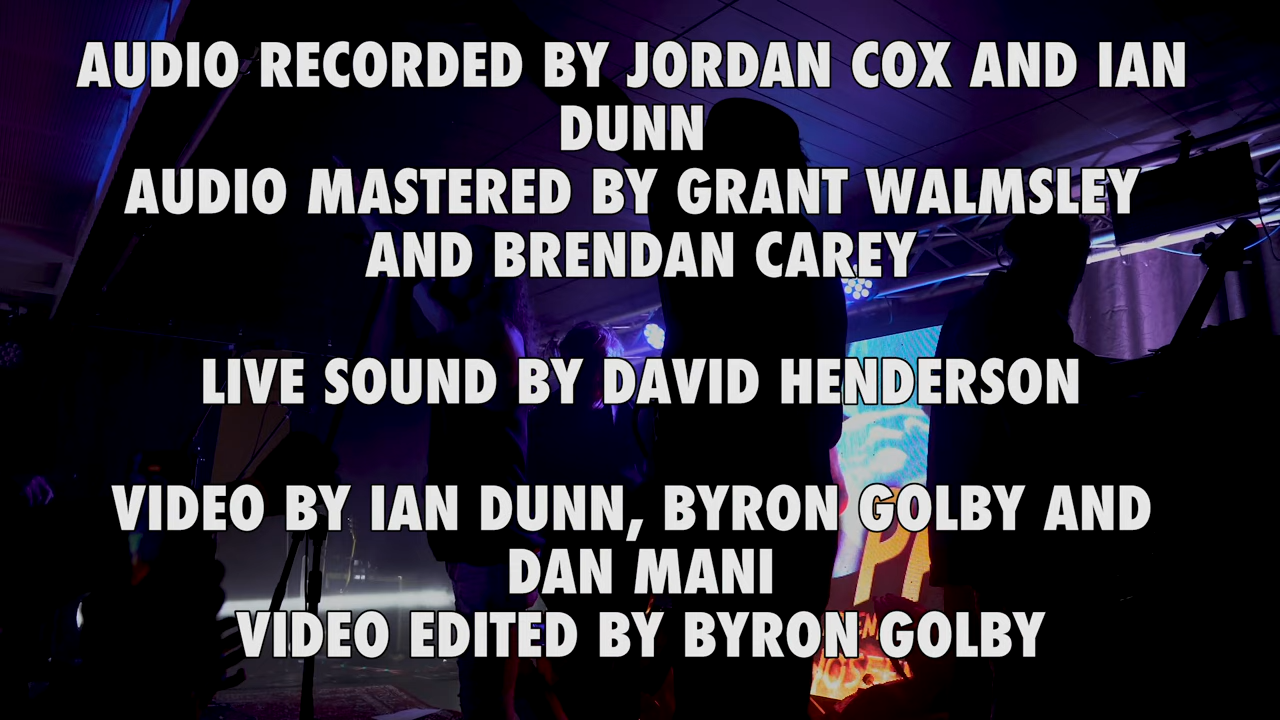 AUDIO RECORDED BY JORDAN COX AND IAN
DUNN
AUDIO MASTERED BY GRANT WALMSLEY
AND BRENDAN CAREY
LIVE SOUND BY DAVID HENDERSON
VIDEO BY IAN DUNN, BYRON GOLBY AND
DAN MANI
VIDEO EDITED BY BYRON GOLBY